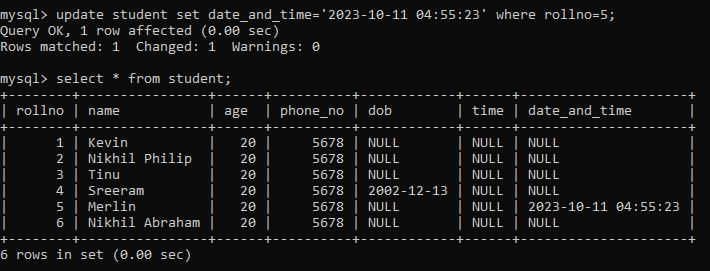 mysql> update student set date_and_time='2023-10-11 04:55:23' where rollno=5;
Query OK, 1 row affected (0.00 sec)
Rows matched: 1  Changed: 1  Warnings: 0

mysql> select * from student;
+--------+----------------+------+----------+------------+------+---------------------+
| rollno | name           | age  | phone_no | dob        | time | date_and_time       |
+--------+----------------+------+----------+------------+------+---------------------+
|      1 | Kevin          |   20 |     5678 | NULL       | NULL | NULL                |
|      2 | Nikhil Philip  |   20 |     5678 | NULL       | NULL | NULL                |
|      3 | Tinu           |   20 |     5678 | NULL       | NULL | NULL                |
|      4 | Sreeram        |   20 |     5678 | 2002-12-13 | NULL | NULL                |
|      5 | Merlin         |   20 |     5678 | NULL       | NULL | 2023-10-11 04:55:23 |
|      6 | Nikhil Abraham |   20 |     5678 | NULL       | NULL | NULL                |
+--------+----------------+------+----------+------------+------+---------------------+
6 rows in set (0.00 sec)